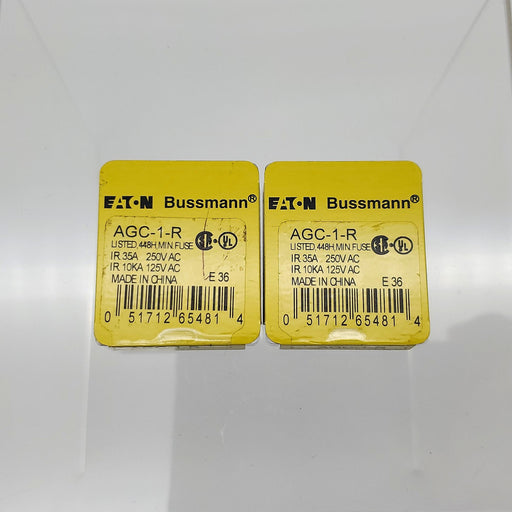 EATON Bussmann®
AGC-1-R
LISTED, 448H, MIN. FUSE
IR 35A 250V AC
IR 10KA 125V AC
MADE IN CHINA E 36
0 51712 65481 4
EATON Bussmann®
AGC-1-R
LISTED, 448H, MIN. FUSE
IR 35A 250V AC
IR 10KA 125V AC
MADE IN CHINA E 36
0 51712 65481 4